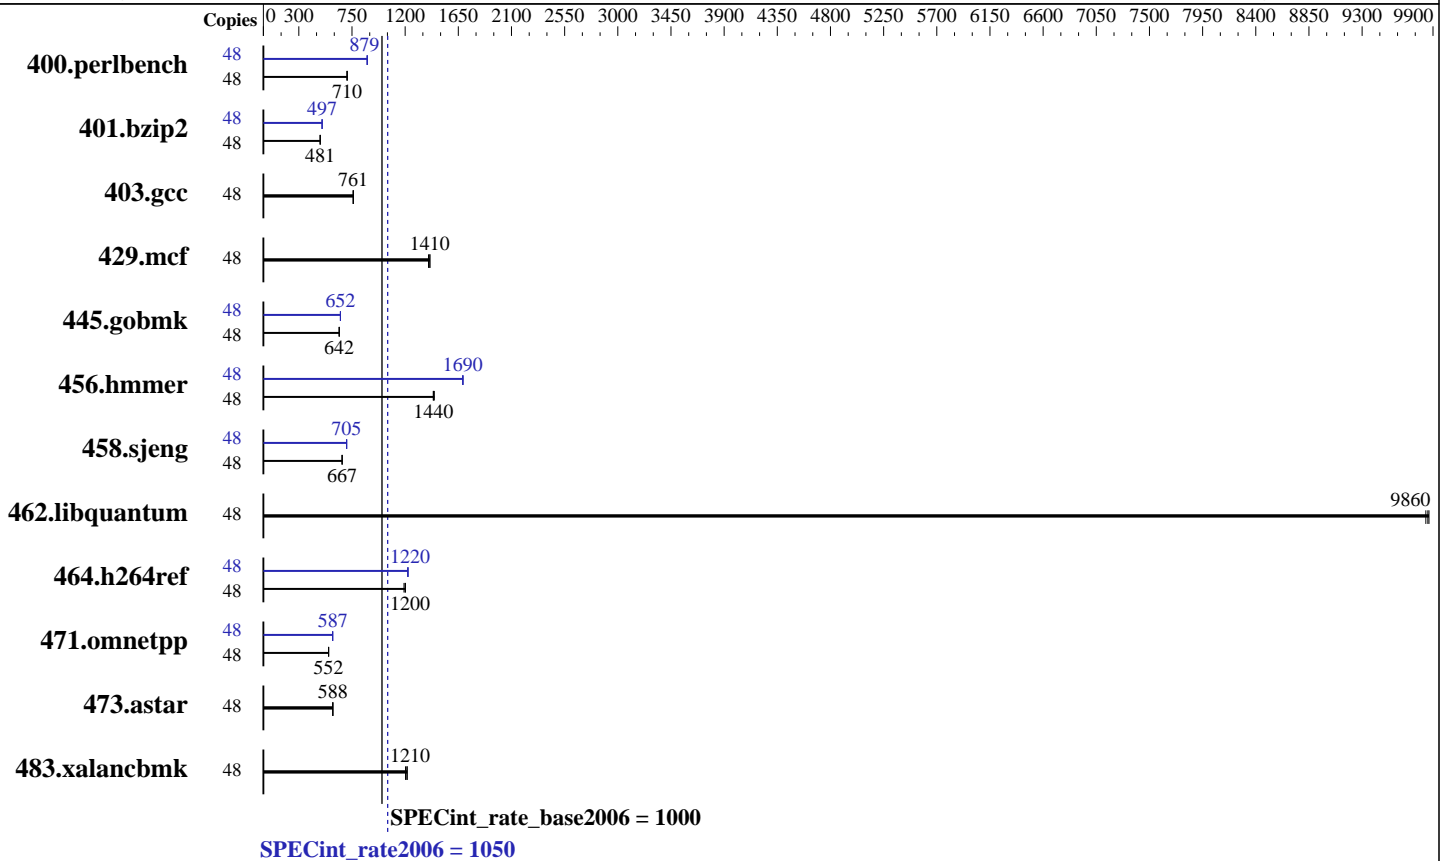 Copies 0 300 750 1200 1650 2100 2550 3000 3450 3900 4350 4800 5250 5700 6150 6600 7050 7500 7950 8400 8850 9300 9900
400.perlbench 48 879
48 710
401.bzip2 48 497
48 481
403.gcc 48 761
429.mcf 48 1410
445.gobmk 48 652
48 642
456.hmmer 48 1690
48 1440
458.sjeng 48 705
48 667
462.libquantum 48 9860
464.h264ref 48 1220
48 1200
471.omnetpp 48 587
48 552
473.astar 48 588
483.xalancbmk 48 1210
SPECint_rate_base2006 = 1000
SPECint_rate2006 = 1050